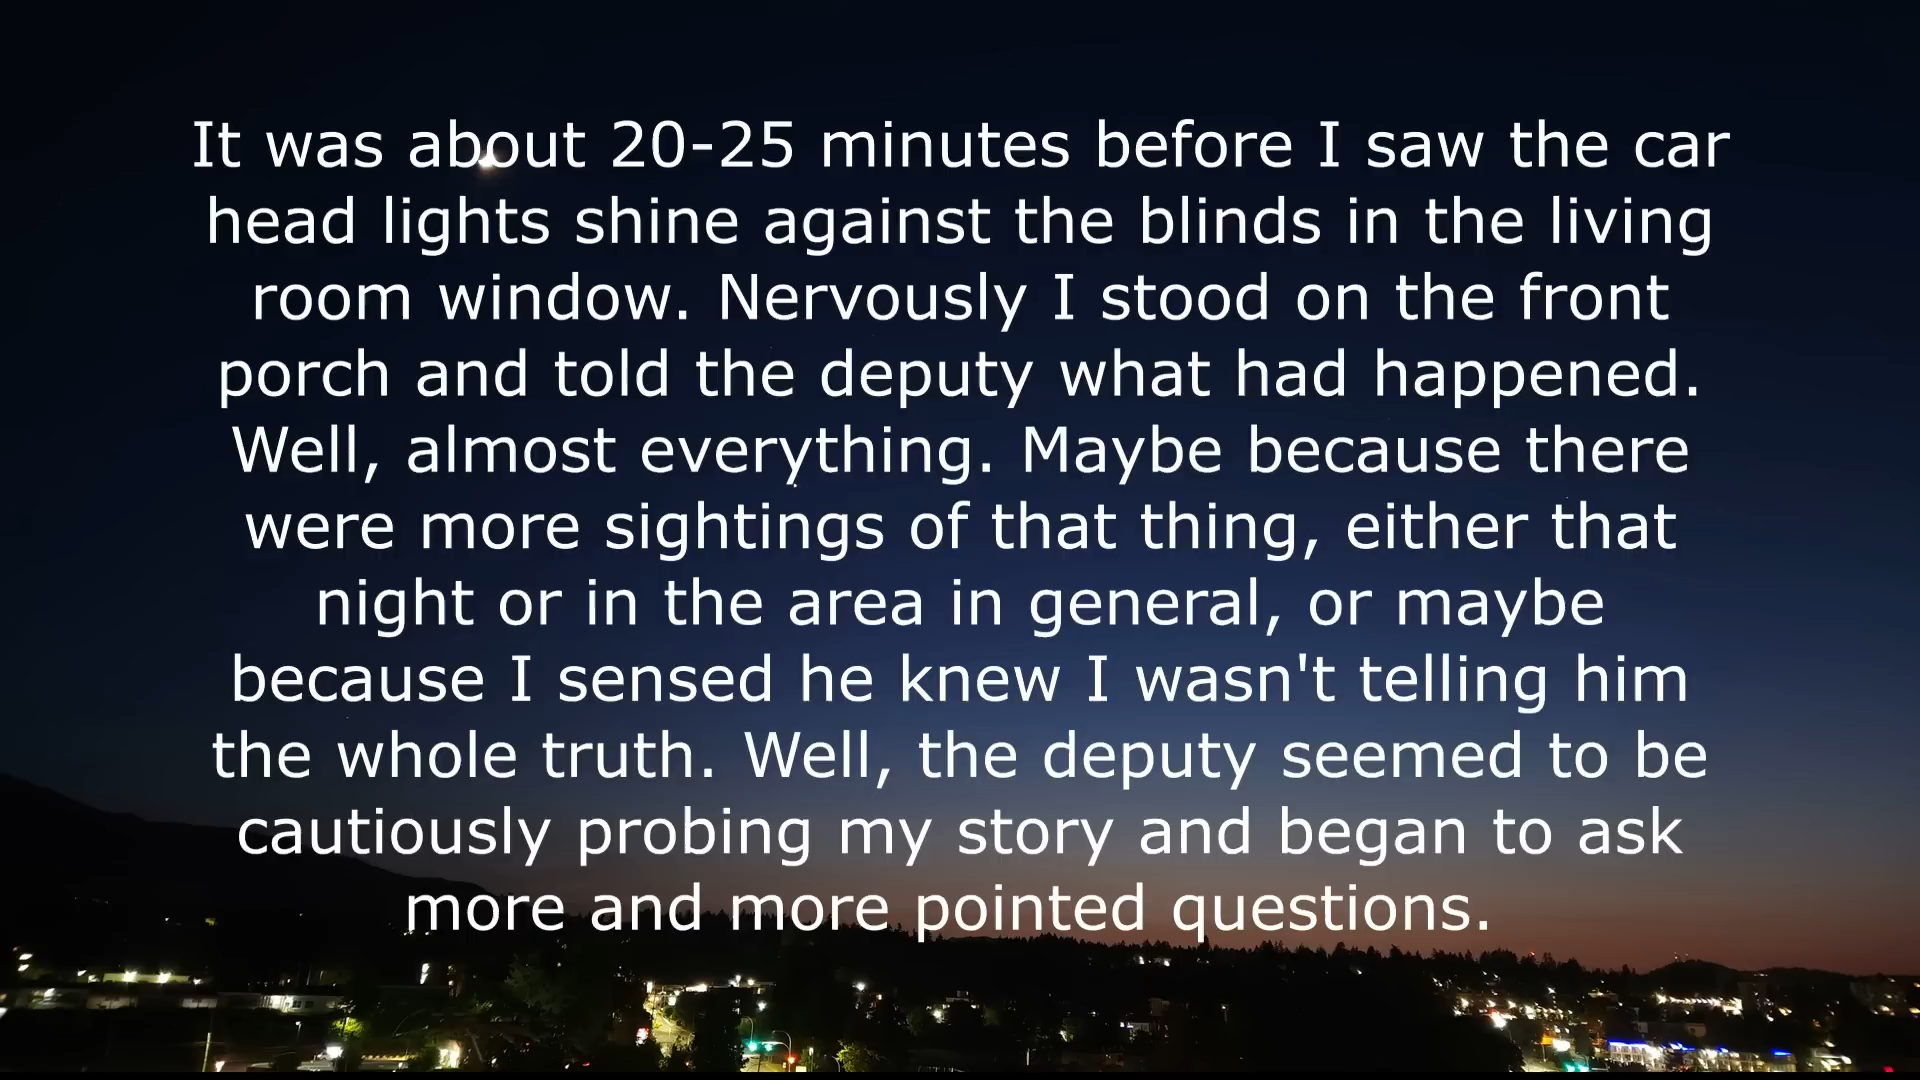 It was about 20-25 minutes before I saw the car
head lights shine against the blinds in the living
room window. Nervously I stood on the front
porch and told the deputy what had happened.
Well, almost everything. Maybe because there
were more sightings of that thing, either that
night or in the area in general, or maybe
because I sensed he knew I wasn't telling him
the whole truth. Well, the deputy seemed to be
cautiously probing my story and began to ask
more and more pointed questions.